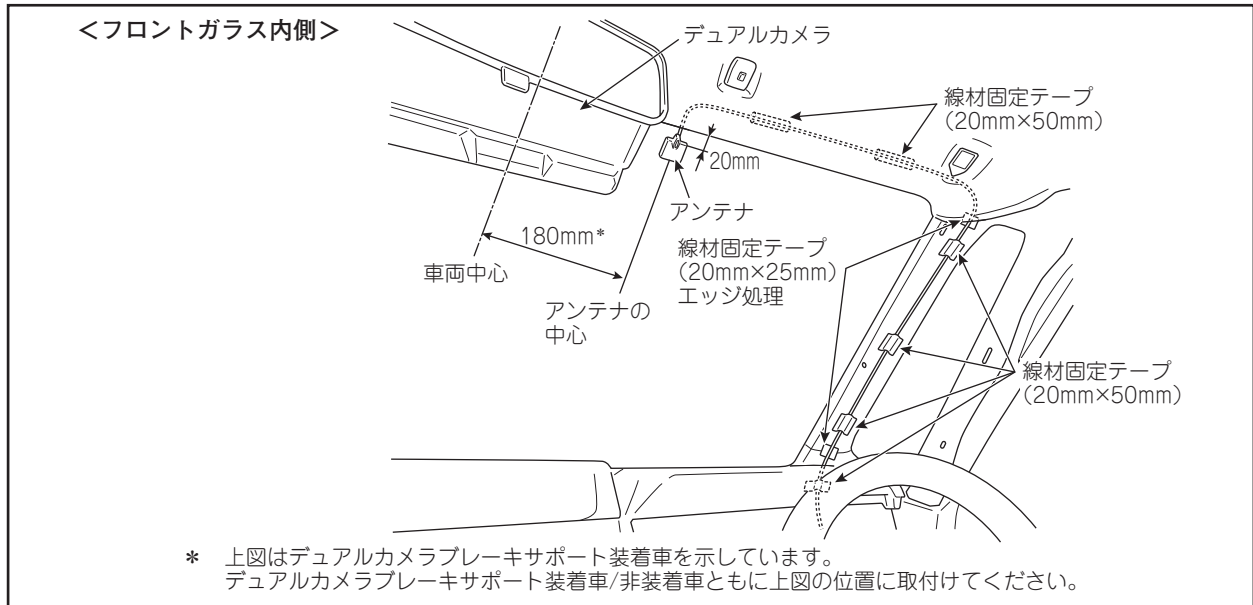 ＜フロントガラス内側＞
デュアルカメラ
線材固定テープ
(20mm×50mm)
20mm
アンテナ
180mm*
車両中心
アンテナの
中心
線材固定テープ
(20mm×25mm)
エッジ処理
線材固定テープ
(20mm×50mm)
* 上図はデュアルカメラブレーキサポート装着車を示しています。
デュアルカメラブレーキサポート装着車/非装着車ともに上図の位置に取付けてください。